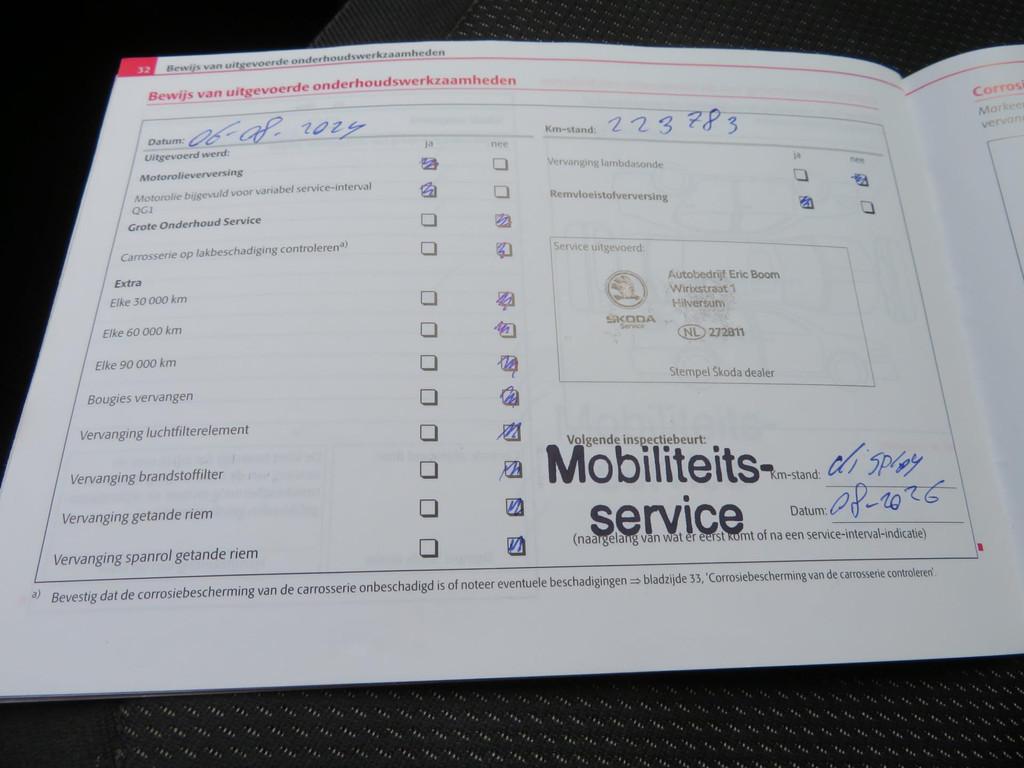 32 Bewijs van uitgevoerde onderhoudswerkzaamheden
Bewijs van uitgevoerde onderhoudswerkzaamheden
Datum: 06-08-2024
Uitgevoerd werd:
ja nee
Motorolieverversing
Motorolie bijgevuld voor variabel service-interval
QG1
Grote Onderhoud Service
Carrosserie op lakbeschadiging controleren a)
Extra
Elke 30 000 km
Elke 60 000 km
Elke 90 000 km
Bougies vervangen
Vervanging luchtfilterelement
Vervanging brandstoffilter
Vervanging getande riem
Vervanging spanrol getande riem
Km-stand: 223783
ja nee
Vervanging lambdasonde
Remvloeistofverversing
Service uitgevoerd:
ŠKODA
Service
Autobedrijf Eric Boom
Wirixstraat 1
Hilversum
NL 272811
Stempel Škoda dealer
Volgende inspectiebeurt:
Mobiliteits-
service
Km-stand: display
Datum: 08-2026
(naargelang van wat er eerst komt of na een service-interval-indicatie)
a) Bevestig dat de corrosiebescherming van de carrosserie onbeschadigd is of noteer eventuele beschadigingen ⇒ bladzijde 33, 'Corrosiebescherming van de carrosserie controleren'.
Corrosi
Markee
vervan